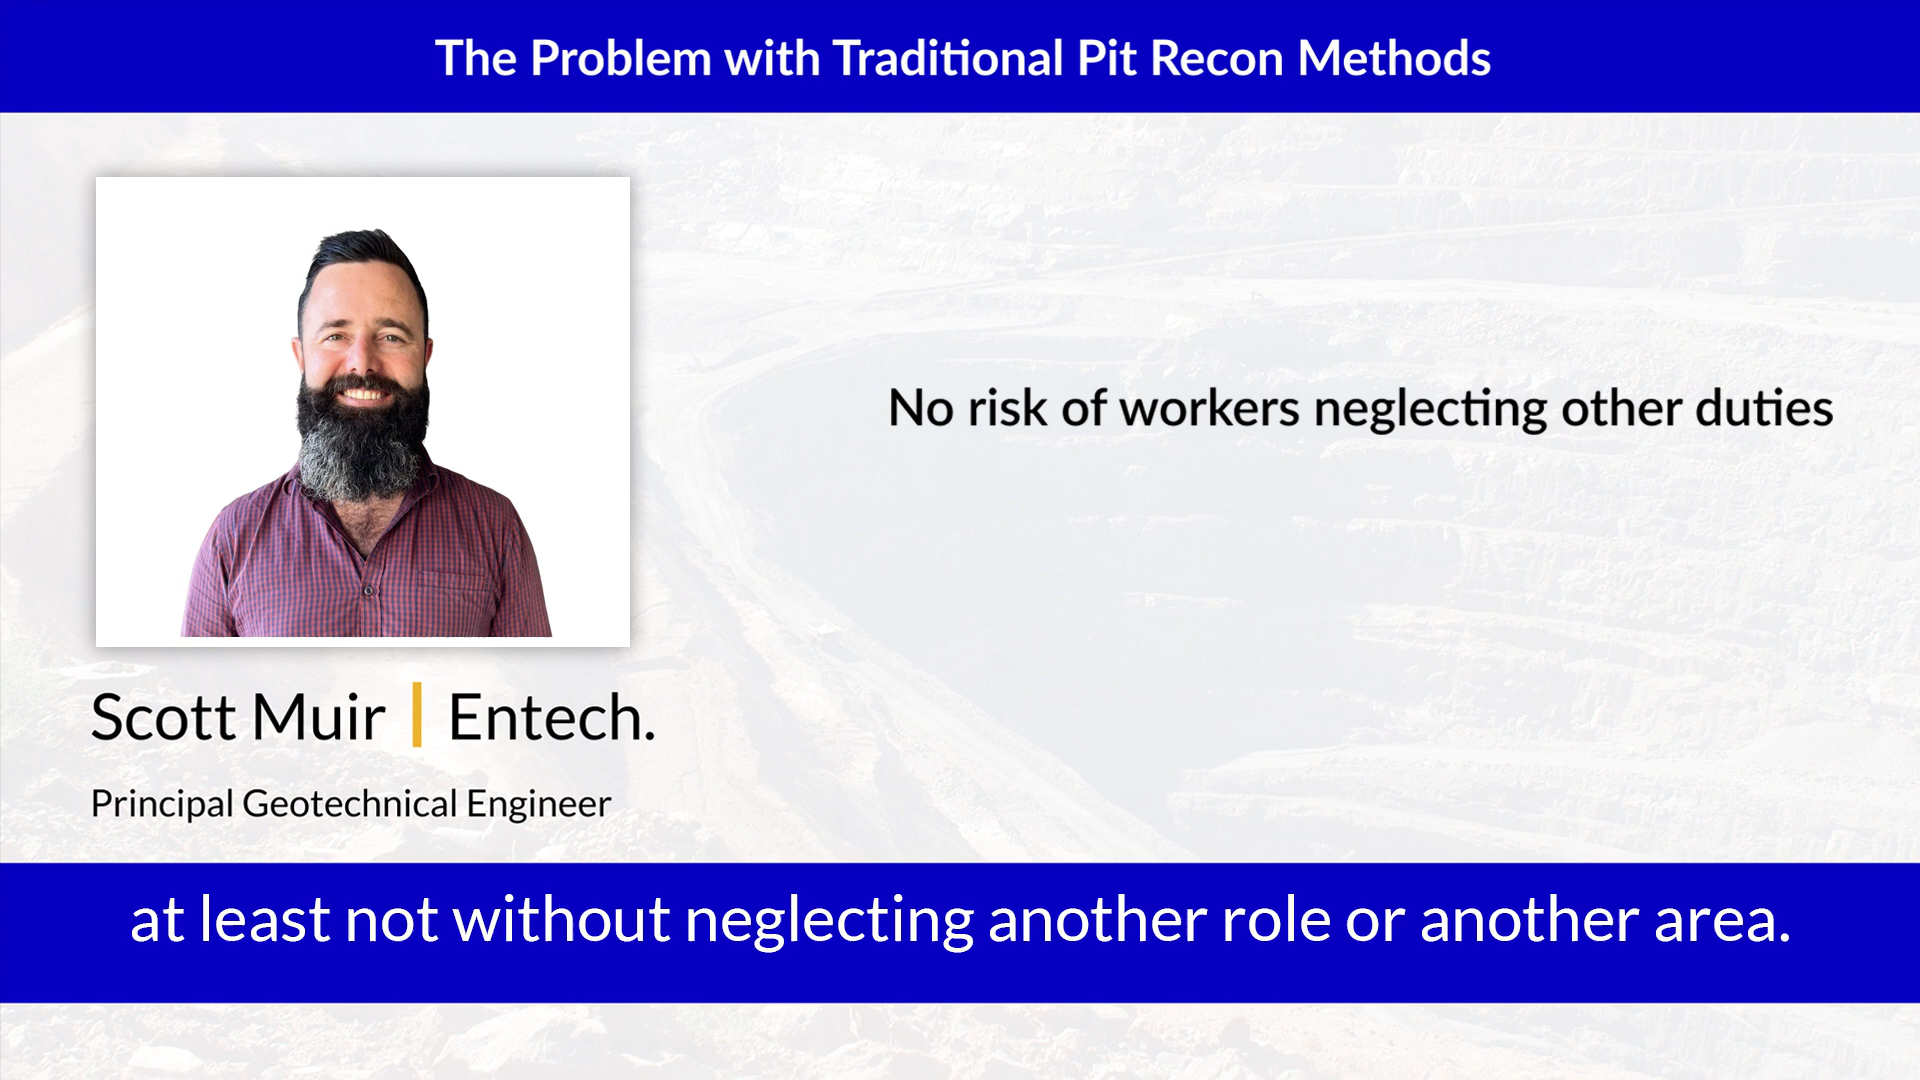 The Problem with Traditional Pit Recon Methods
No risk of workers neglecting other duties
Scott Muir | Entech.
Principal Geotechnical Engineer
at least not without neglecting another role or another area.